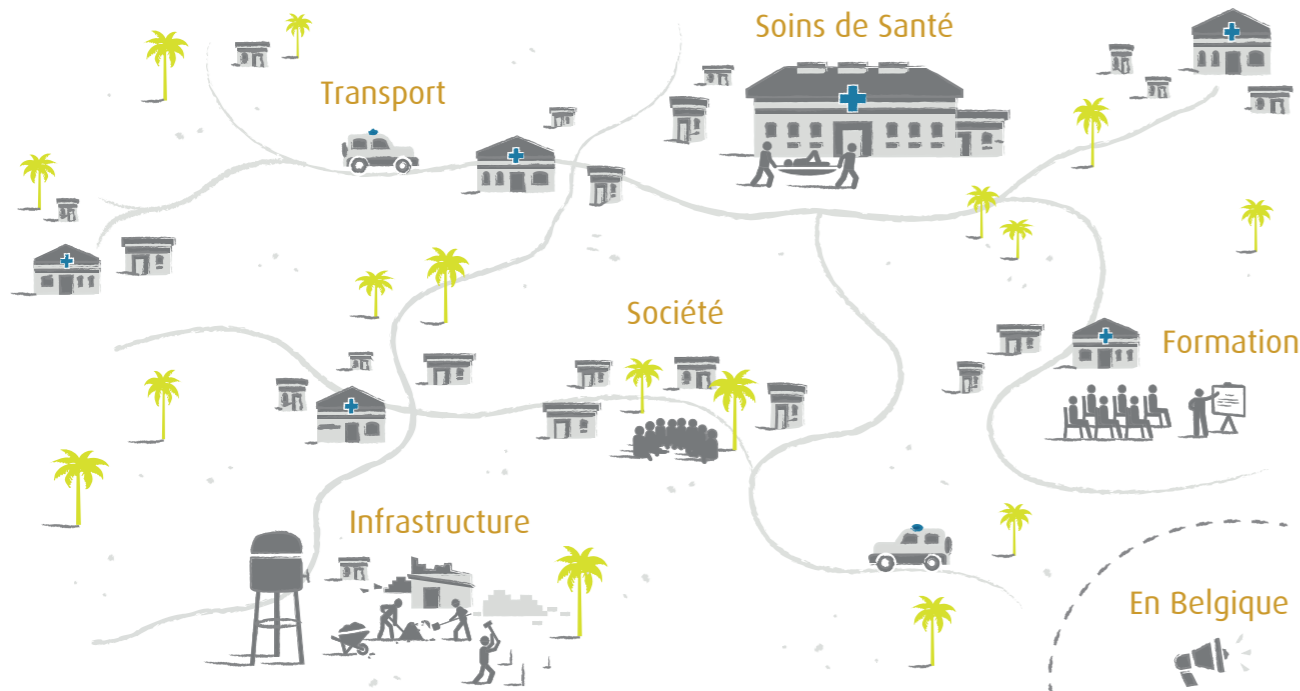 Soins de Santé
Transport
Société
Formation
Infrastructure
En Belgique